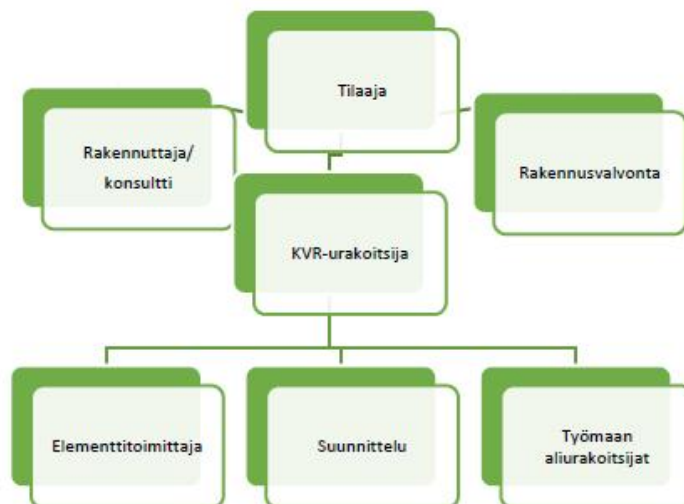 Tilaaja
Rakennuttaja/
konsultti
Rakennusvalvonta
KVR-urakoitsija
Elementtitoimittaja
Suunnittelu
Työmaan
aliurakoitsijat